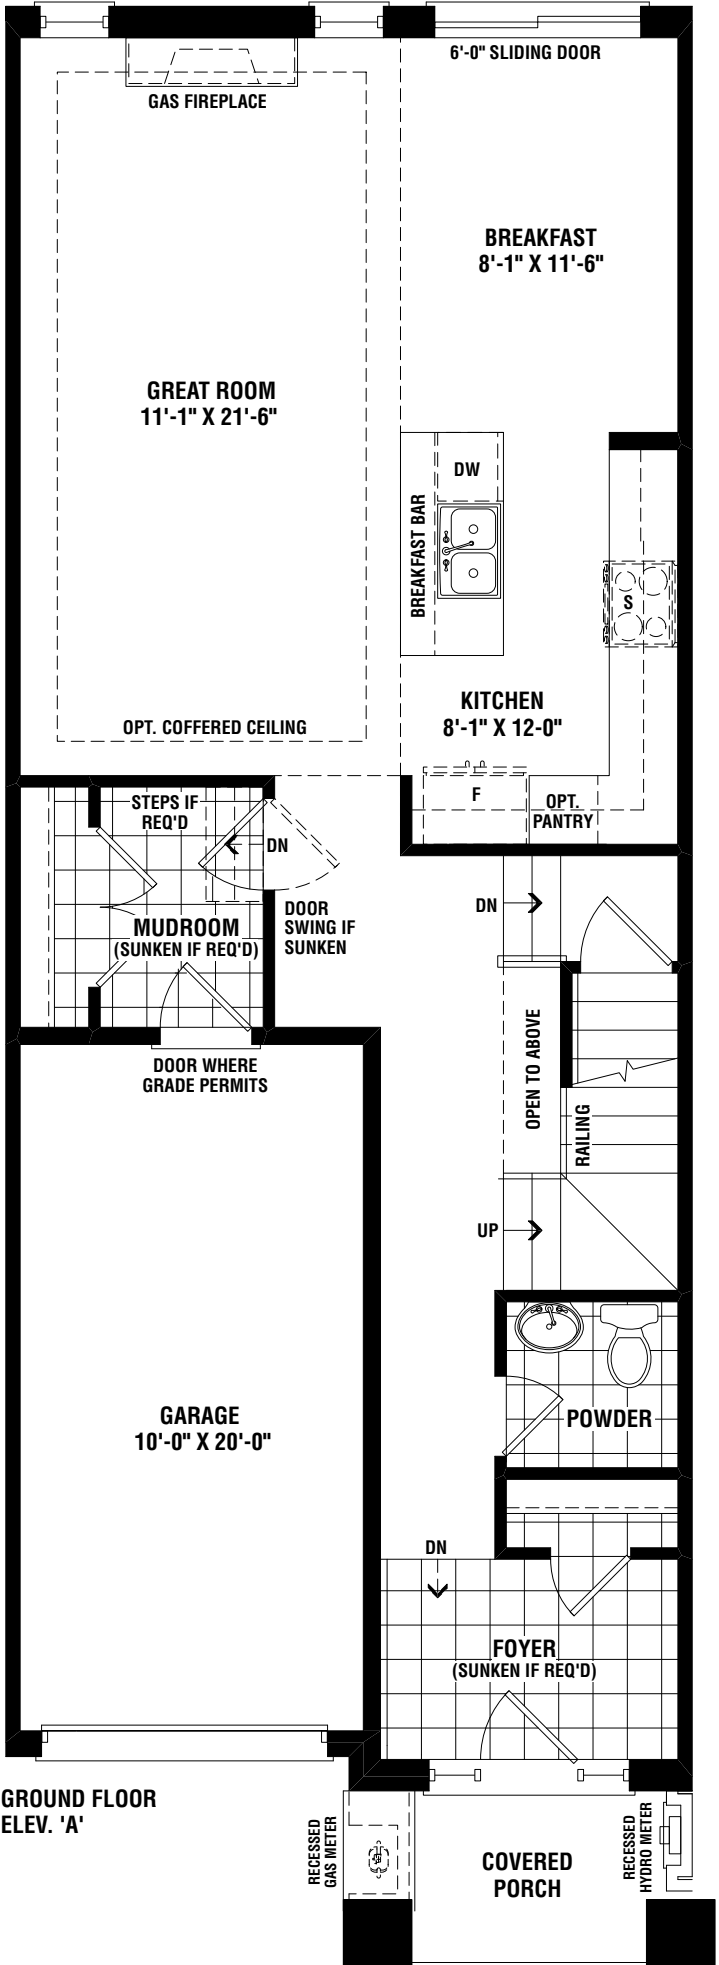 6'-0" SLIDING DOOR
GAS FIREPLACE
BREAKFAST
8'-1" X 11'-6"
GREAT ROOM
11'-1" X 21'-6"
DW
BREAKFAST BAR
S
KITCHEN
8'-1" X 12-0"
OPT. COFFERED CEILING
F
OPT.
PANTRY
STEPS IF
REQ'D
DN
DOOR
SWING IF
SUNKEN
MUDROOM
(SUNKEN IF REQ'D)
DN
DOOR WHERE
GRADE PERMITS
OPEN TO ABOVE
RAILING
UP
GARAGE
10'-0" X 20'-0"
POWDER
DN
FOYER
(SUNKEN IF REQ'D)
GROUND FLOOR
ELEV. 'A'
RECESSED
GAS METER
COVERED
PORCH
RECESSED
HYDRO METER